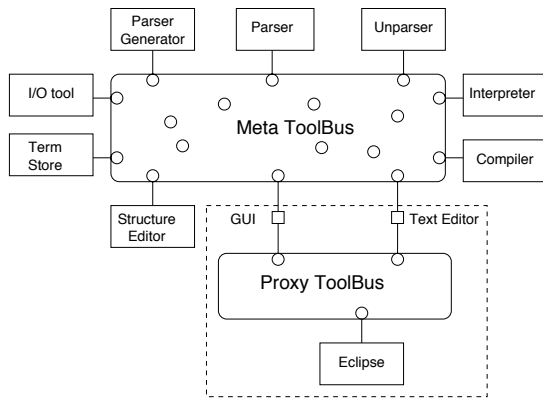 Parser
Generator
Parser
Unparser
I/O tool
Interpreter
Meta ToolBus
Term
Store
Compiler
Structure
Editor
GUI
Text Editor
Proxy ToolBus
Eclipse